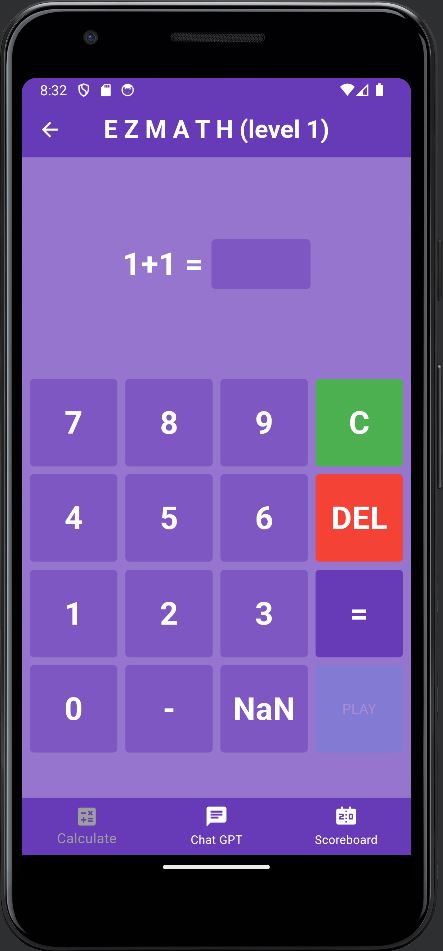 8:32
E Z M A T H (level 1)
1+1 =
7 8 9 C
4 5 6 DEL
1 2 3 =
0 - NaN PLAY
2:0
Calculate Chat GPT Scoreboard